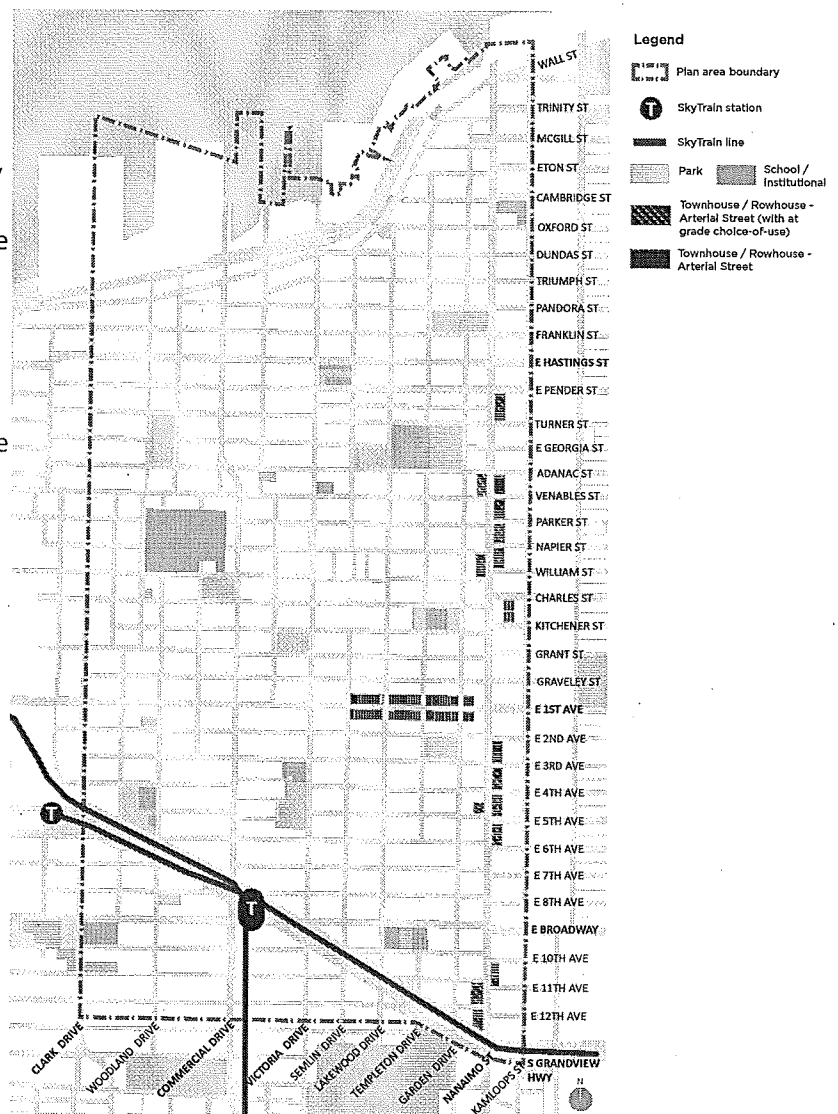 Legend
Plan area boundary
T
SkyTrain station
SkyTrain line
Park
School /
Institutional
Townhouse / Rowhouse -
Arterial Street (with at
grade choice-of-use)
Townhouse / Rowhouse -
Arterial Street
WALL ST
TRINITY ST
MCGILL ST
ETON ST
CAMBRIDGE ST
OXFORD ST
DUNDAS ST
TRIUMPH ST
PANDORA ST
FRANKLIN ST
E HASTINGS ST
E PENDER ST
TURNER ST
E GEORGIA ST
ADANAC ST
VENABLES ST
PARKER ST
NAPIER ST
WILLIAM ST
CHARLES ST
KITCHENER ST
GRANT ST
GRAVELEY ST
E 1ST AVE
E 2ND AVE
E 3RD AVE
E 4TH AVE
E 5TH AVE
E 6TH AVE
E 7TH AVE
E 8TH AVE
E BROADWAY
E 10TH AVE
E 11TH AVE
E 12TH AVE
T
T
CLARK DRIVE
WOODLAND DRIVE
COMMERCIAL DRIVE
VICTORIA DRIVE
SEMLIN DRIVE
LAKEWOOD DRIVE
TEMPLETON DRIVE
GARDEN DRIVE
NANAIMO ST
KAMLOOPS ST
S GRANDVIEW
HWY
N